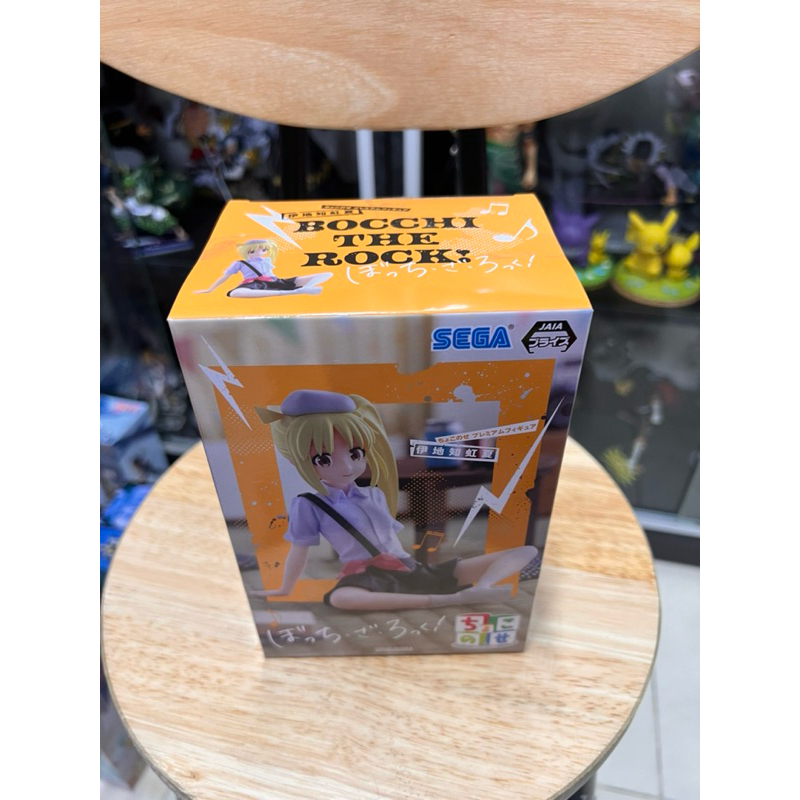 伊地知虹夏
BOCCHI
THE
ROCK!
ぼっち・ざ・ろっく!
SEGA®
JAIA
プライズ
ちょこのせ プレミアムフィギュア
伊地知虹夏
ぼっち・ざ・ろっく!
ちょこ
のせ